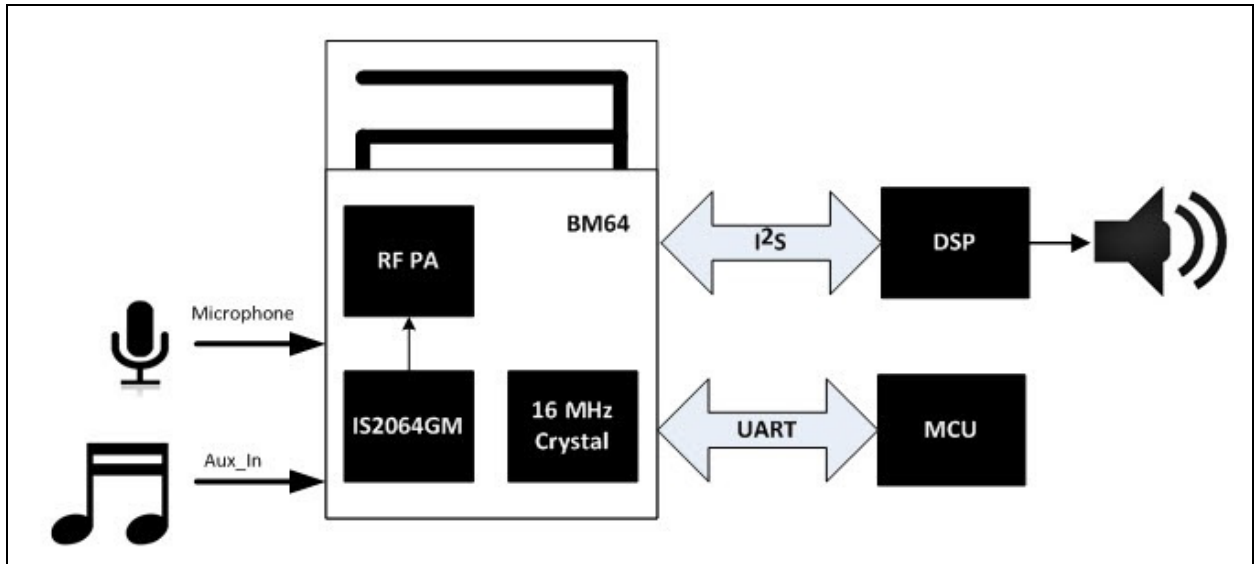 BM64
RF PA
I2S
DSP
Microphone
IS2064GM
16 MHz
Crystal
UART
MCU
Aux_In